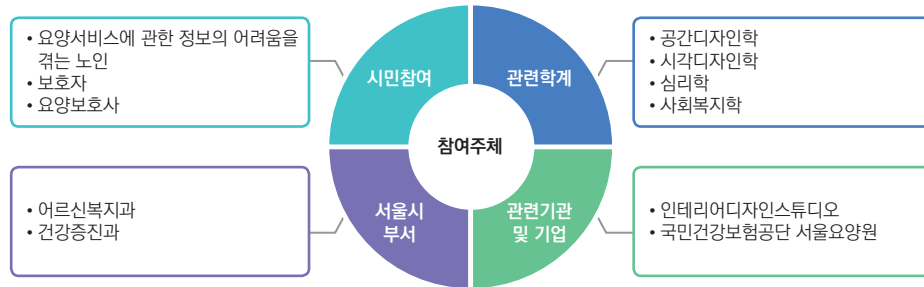 • 요양서비스에 관한 정보의 어려움을
겪는 노인
• 보호자
• 요양보호사
시민참여
관련학계
• 공간디자인학
• 시각디자인학
• 심리학
• 사회복지학
참여주체
• 어르신복지과
• 건강증진과
서울시
부서
관련기관
및 기업
• 인테리어디자인스튜디오
• 국민건강보험공단 서울요양원